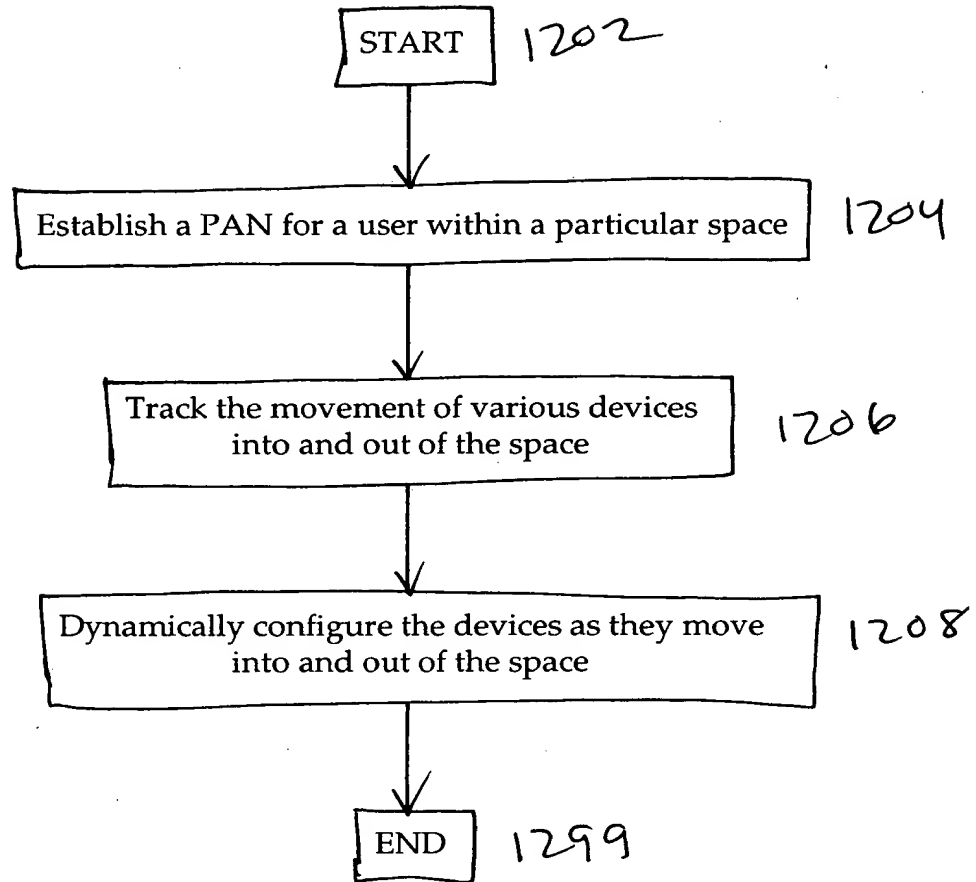 START 1202
Establish a PAN for a user within a particular space 1204
Track the movement of various devices
into and out of the space 1206
Dynamically configure the devices as they move 1208
into and out of the space
END 1299